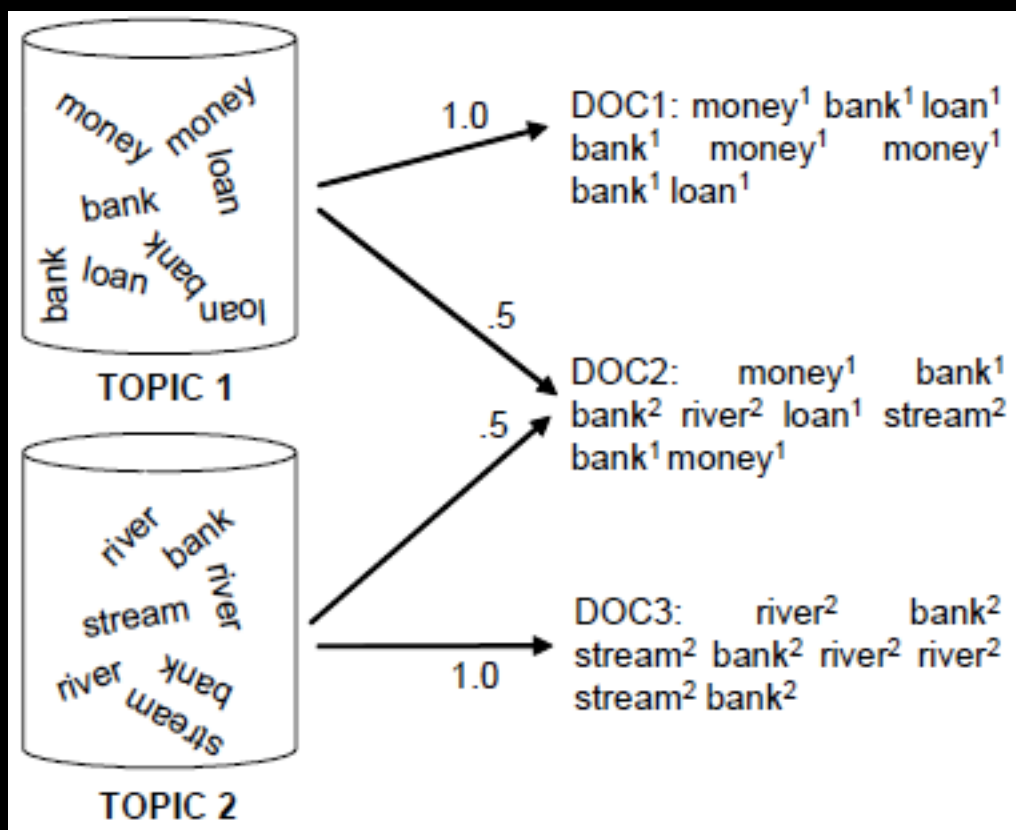 money money
loan
bank
bank
bank loan
loan
TOPIC 1
river bank
river
stream
river bank
stream
TOPIC 2
1.0
.5
.5
1.0
DOC1: money¹ bank¹ loan¹
bank¹ money¹ money¹
bank¹ loan¹
DOC2: money¹ bank¹
bank² river² loan¹ stream²
bank¹ money¹
DOC3: river² bank²
stream² bank² river² river²
stream² bank²